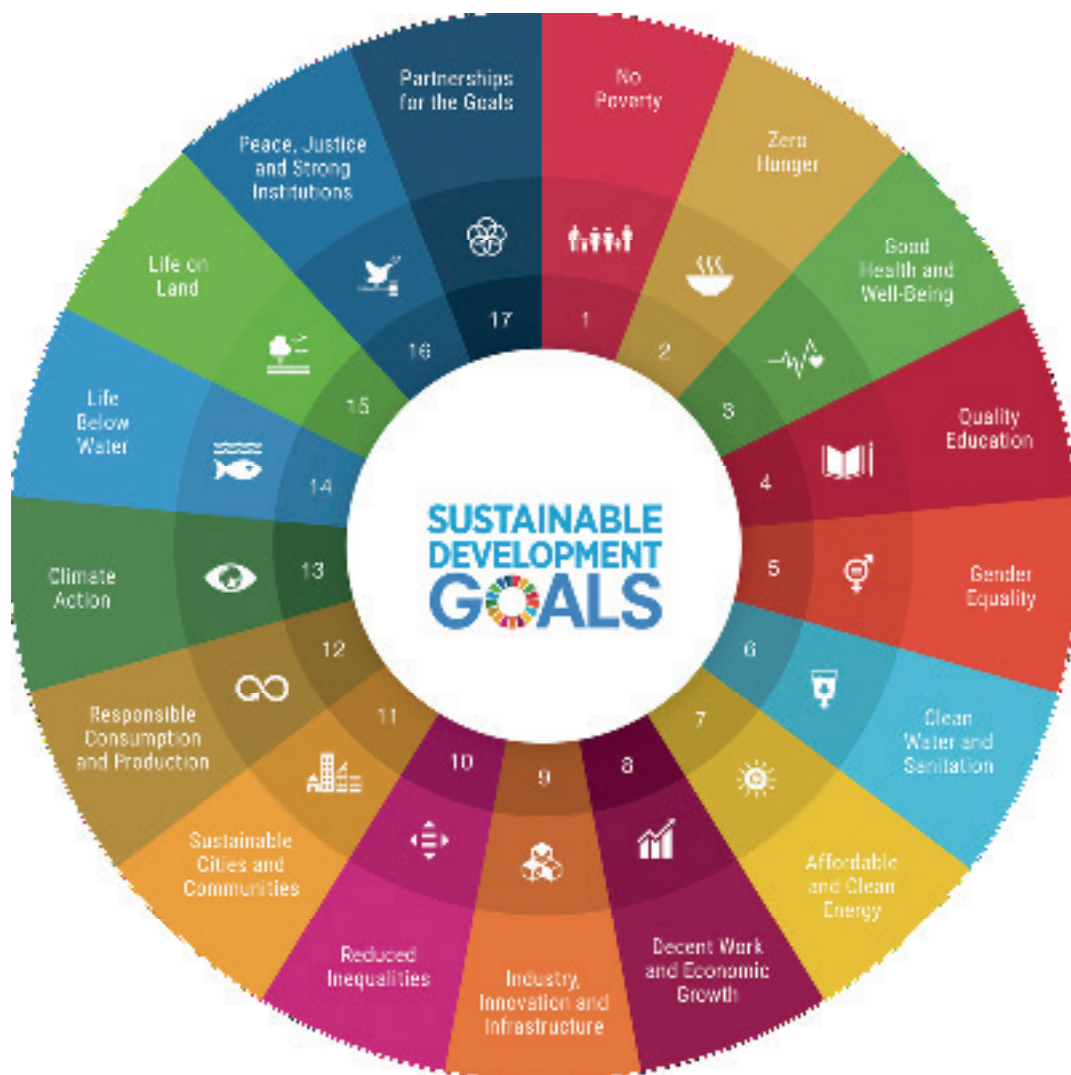 SUSTAINABLE
DEVELOPMENT
GOALS
No
Poverty
1
Zero
Hunger
2
Good
Health and
Well-Being
3
Quality
Education
4
Gender
Equality
5
Clean
Water and
Sanitation
6
Affordable
and Clean
Energy
7
Decent Work
and Economic
Growth
8
Industry,
Innovation and
Infrastructure
9
Reduced
Inequalities
10
Sustainable
Cities and
Communities
11
Responsible
Consumption
and Production
12
Climate
Action
13
Life
Below
Water
14
Life on
Land
15
Peace, Justice
and Strong
Institutions
16
Partnerships
for the Goals
17